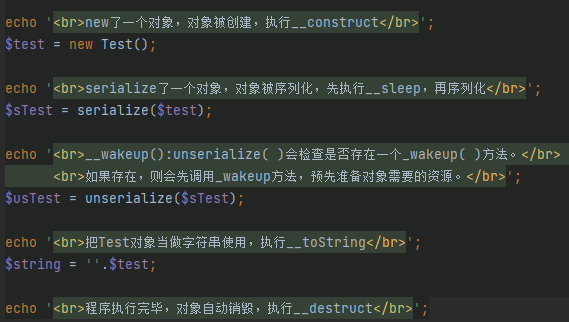 echo '<br>new了一个对象，对象被创建，执行__construct</br>';
$test = new Test();
echo '<br>serialize了一个对象，对象被序列化，先执行__sleep，再序列化</br>';
$sTest = serialize($test);
echo '<br>__wakeup():unserialize( )会检查是否存在一个_wakeup( )方法。</br>
<br>如果存在，则会先调用_wakeup方法，预先准备对象需要的资源。</br>';
$usTest = unserialize($sTest);
echo '<br>把Test对象当做字符串使用，执行__toString</br>';
$string = ''.$test;
echo '<br>程序执行完毕，对象自动销毁，执行__destruct</br>';